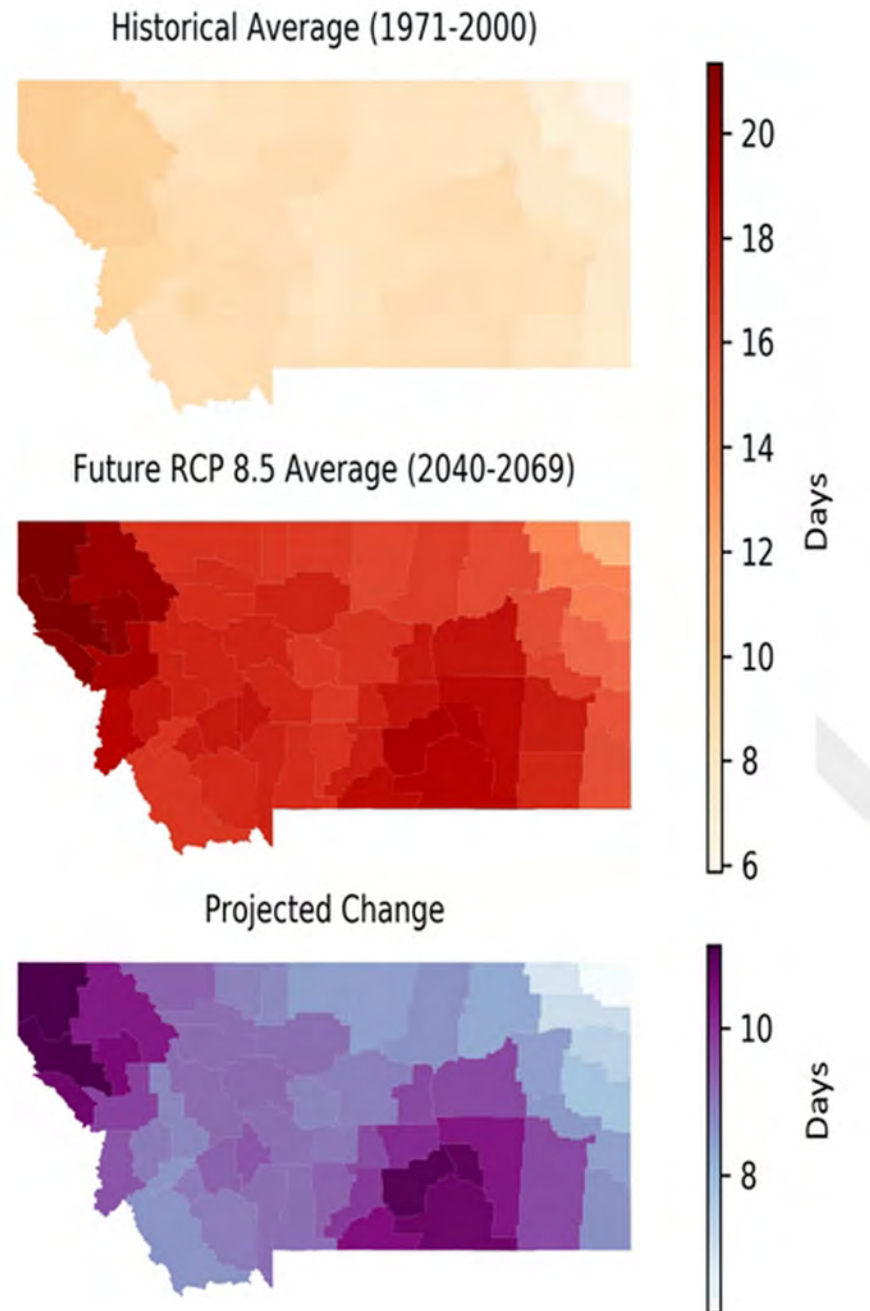 Historical Average (1971-2000)
20
18
16
14
12
10
8
6
Days
Future RCP 8.5 Average (2040-2069)
Projected Change
10
8
Days